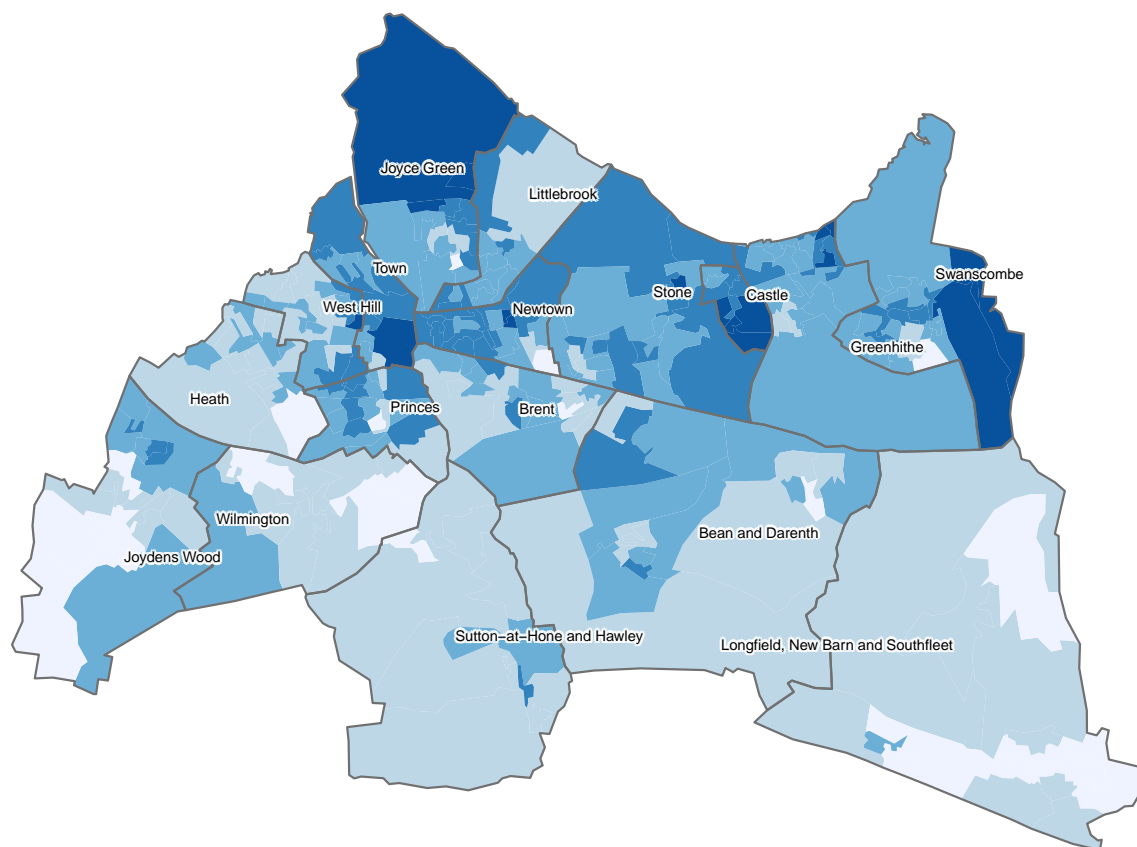 Joyce Green
Littlebrook
Town
Swanscombe
Stone
Castle
West Hill
Newtown
Greenhithe
Heath
Princes
Brent
Wilmington
Bean and Darenth
Joydens Wood
Sutton−at−Hone and Hawley
Longfield, New Barn and Southfleet